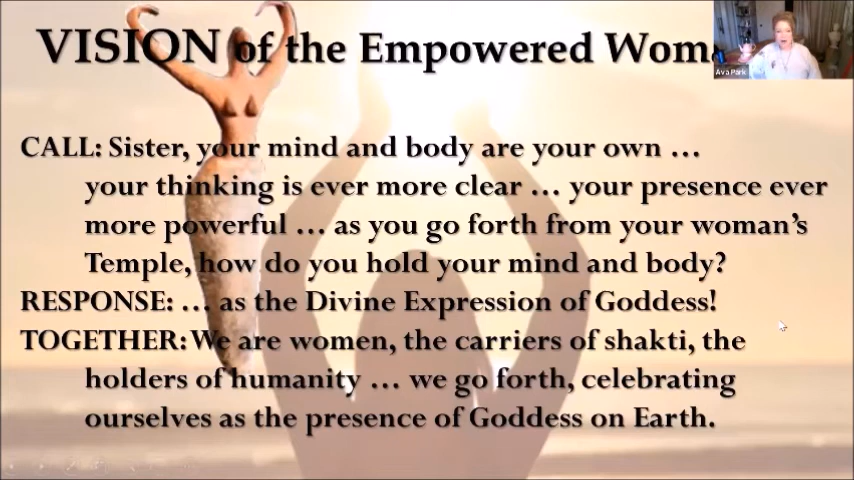 VISION of the Empowered Wom
Ava Park
CALL: Sister, your mind and body are your own …
your thinking is ever more clear … your presence ever
more powerful … as you go forth from your woman’s
Temple, how do you hold your mind and body?
RESPONSE: … as the Divine Expression of Goddess!
TOGETHER: We are women, the carriers of shakti, the
holders of humanity … we go forth, celebrating
ourselves as the presence of Goddess on Earth.